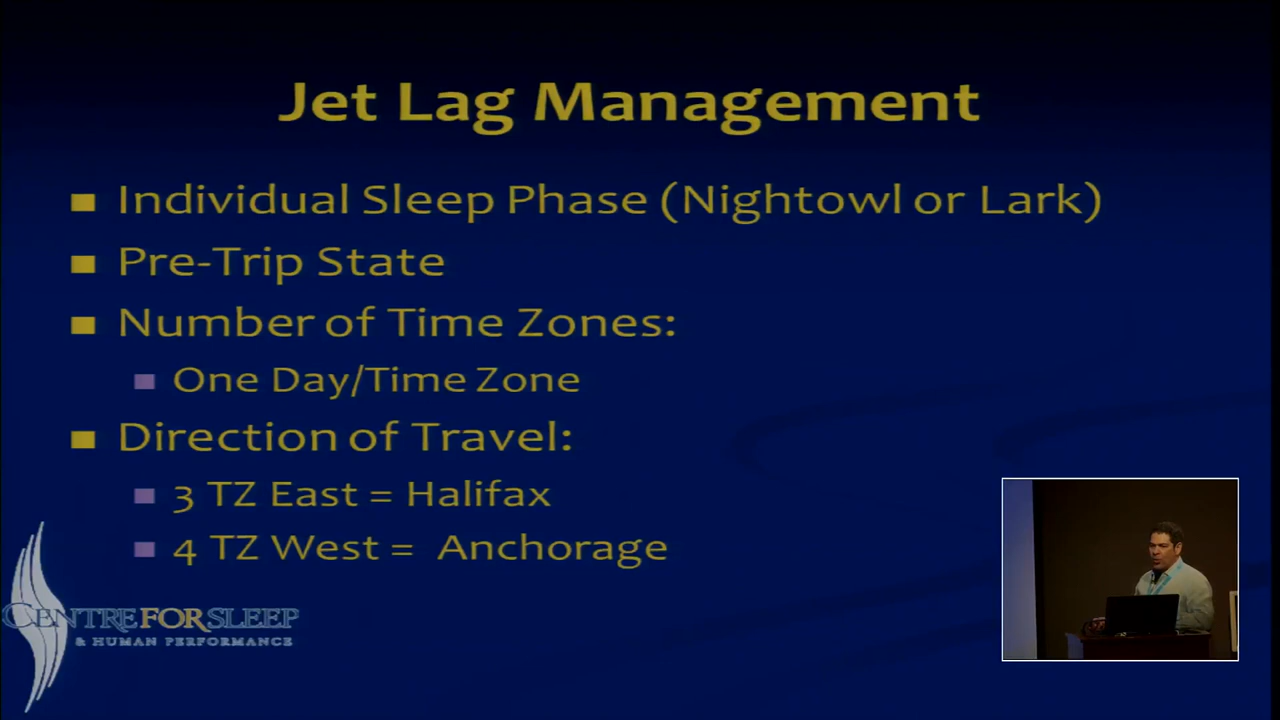 Jet Lag Management
Individual Sleep Phase (Nightowl or Lark)
Pre-Trip State
Number of Time Zones:
One Day/Time Zone
Direction of Travel:
3 TZ East = Halifax
4 TZ West = Anchorage
CENTRE FOR SLEEP
& HUMAN PERFORMANCE